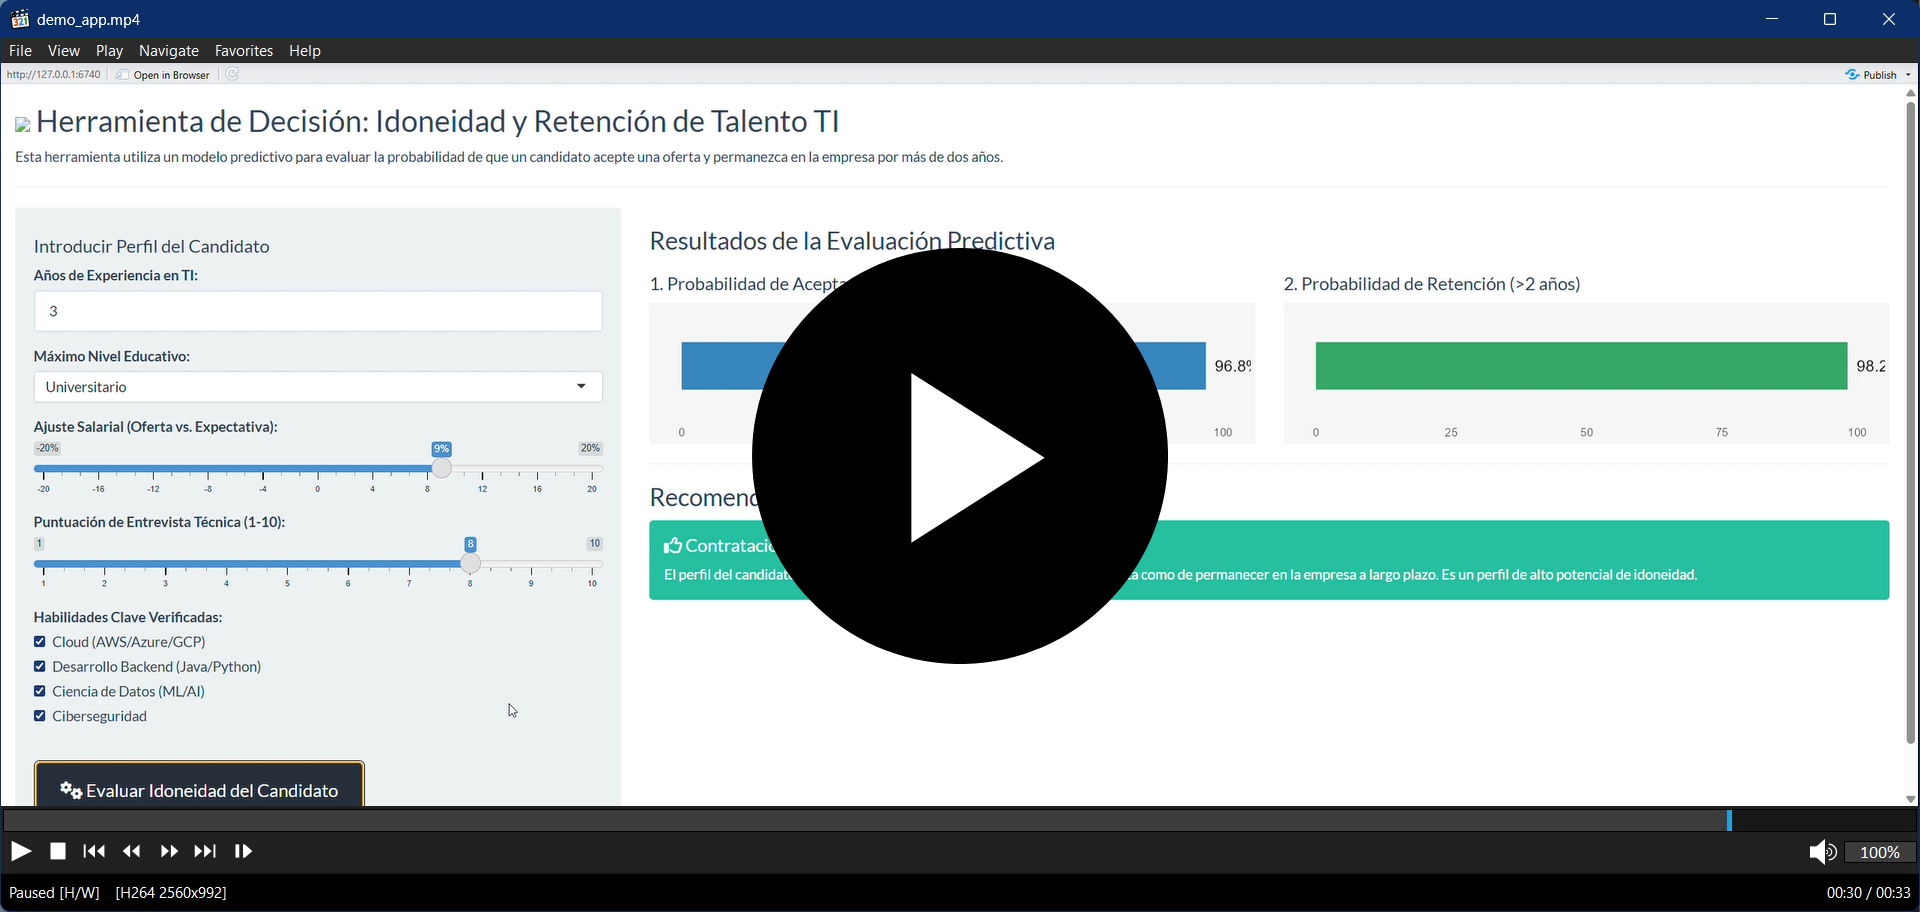 demo_app.mp4
File View Play Navigate Favorites Help
http://127.0.0.1:6740 Open in Browser Publish
Herramienta de Decisión: Idoneidad y Retención de Talento TI
Esta herramienta utiliza un modelo predictivo para evaluar la probabilidad de que un candidato acepte una oferta y permanezca en la empresa por más de dos años.
Introducir Perfil del Candidato
Años de Experiencia en TI:
3
Máximo Nivel Educativo:
Universitario
Ajuste Salarial (Oferta vs. Expectativa):
-20% 9% 20%
-20 -16 -12 -8 -4 0 4 8 12 16 20
Puntuación de Entrevista Técnica (1-10):
1 8 10
1 2 3 4 5 6 7 8 9 10
Habilidades Clave Verificadas:
Cloud (AWS/Azure/GCP)
Desarrollo Backend (Java/Python)
Ciencia de Datos (ML/AI)
Ciberseguridad
Evaluar Idoneidad del Candidato
Resultados de la Evaluación Predictiva
1. Probabilidad de
96.8%
0 100
2. Probabilidad de Retención (>2 años)
98.2
0 25 50 75 100
El perfil del como de permanecer en la empresa a largo plazo. Es un perfil de alto potencial de idoneidad.
100%
Paused [H/W] [H264 2560x992]
00:30 / 00:33